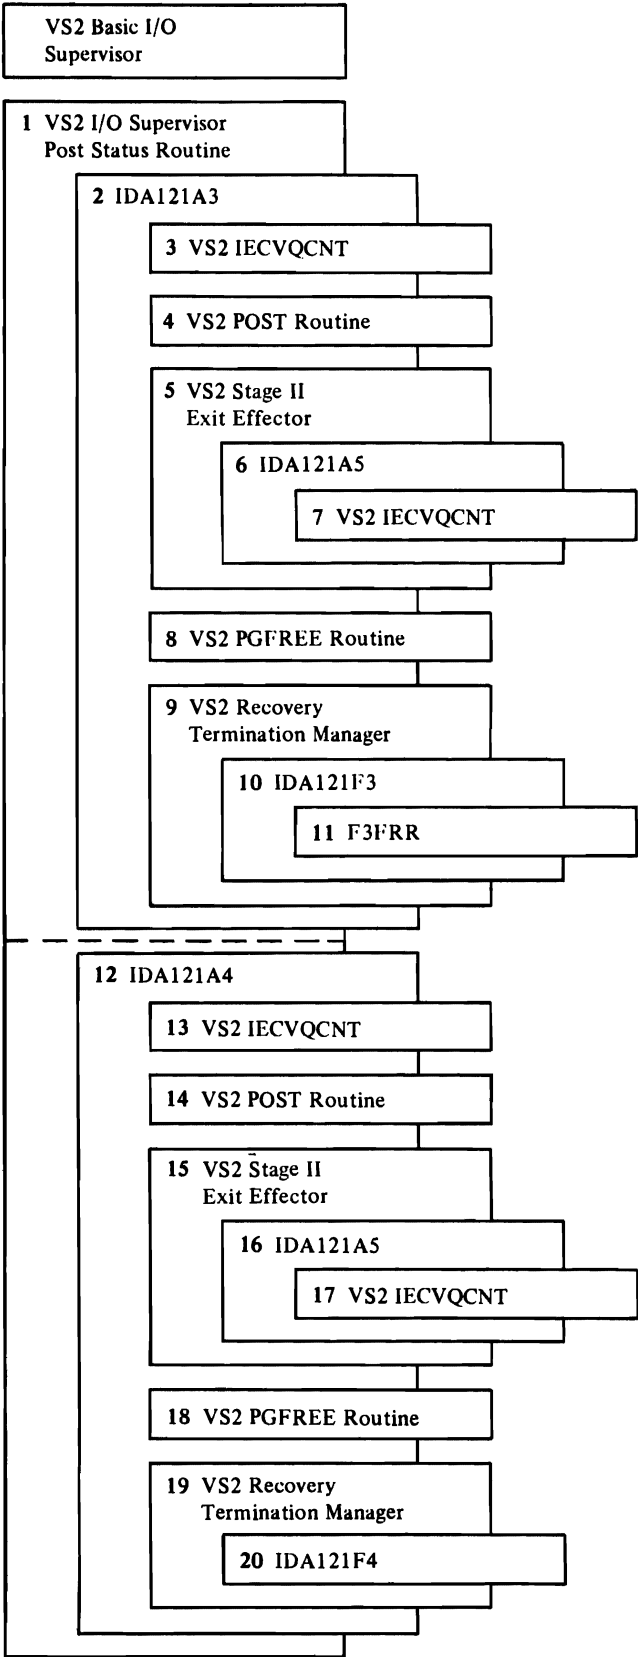 VS2 Basic I/O
Supervisor
1 VS2 I/O Supervisor
Post Status Routine
2 IDA121A3
3 VS2 IECVQCNT
4 VS2 POST Routine
5 VS2 Stage II
Exit Effector
6 IDA121A5
7 VS2 IECVQCNT
8 VS2 PGFREE Routine
9 VS2 Recovery
Termination Manager
10 IDA121F3
11 F3FRR
12 IDA121A4
13 VS2 IECVQCNT
14 VS2 POST Routine
15 VS2 Stage II
Exit Effector
16 IDA121A5
17 VS2 IECVQCNT
18 VS2 PGFREE Routine
19 VS2 Recovery
Termination Manager
20 IDA121F4